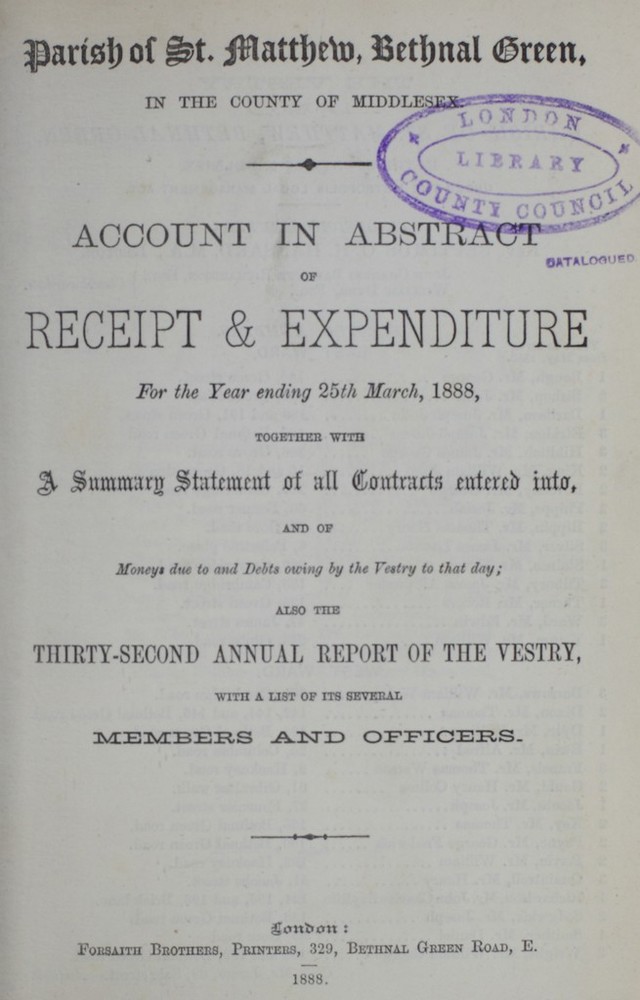 Parish of St. Matthew, Bethnal Green,
IN THE COUNTY OF MIDDLESEX.
LONDON
LIBRARY
COUNTY COUNCIL
CATALOGUED.
ACCOUNT IN ABSTRACT
OF
RECEIPT & EXPENDITURE
For the Year ending 25th March, 1888,
TOGETHER WITH
A Summary Statement of all Contracts entered into,
AND OF
Moneys due to and Debts owing by the Vestry to that day;
ALSO THE
THIRTY-SECOND ANNUAL REPORT OF THE VESTRY,
WITH A LIST OF ITS SEVERAL
MEMBERS AND OFFICERS.
London:
FORSAITH BROTHERS, PRINTERS, 329, BETHNAL GREEN ROAD, E.
1888.